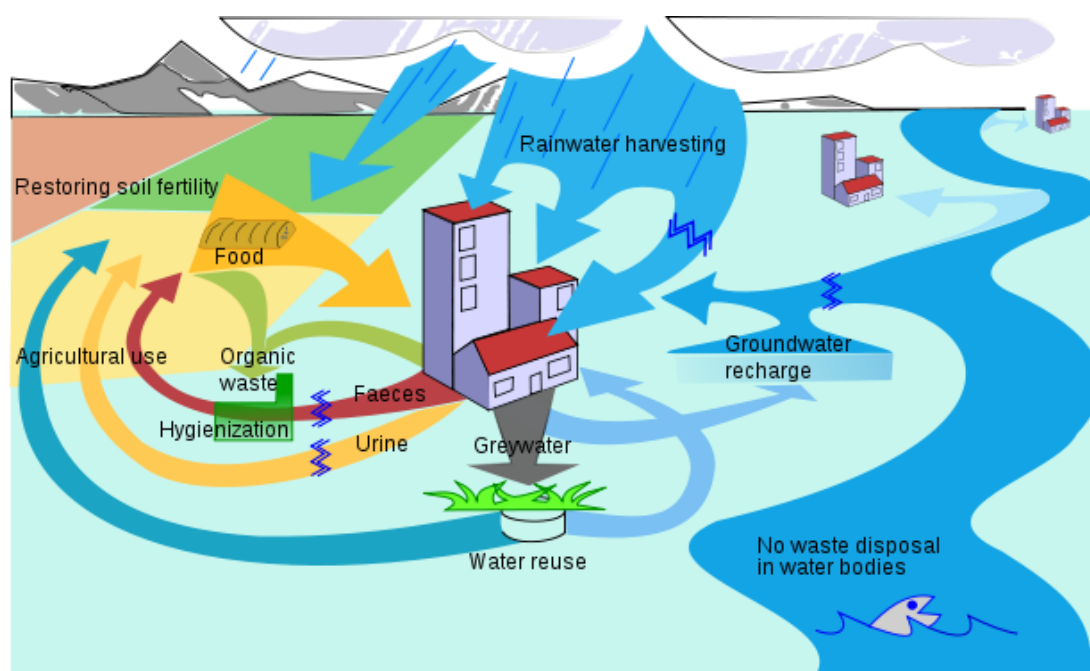 Rainwater harvesting
Restoring soil fertility
Food
Agricultural use
Organic
waste
Groundwater
recharge
Faeces
Hygienization
Urine
Greywater
Water reuse
No waste disposal
in water bodies